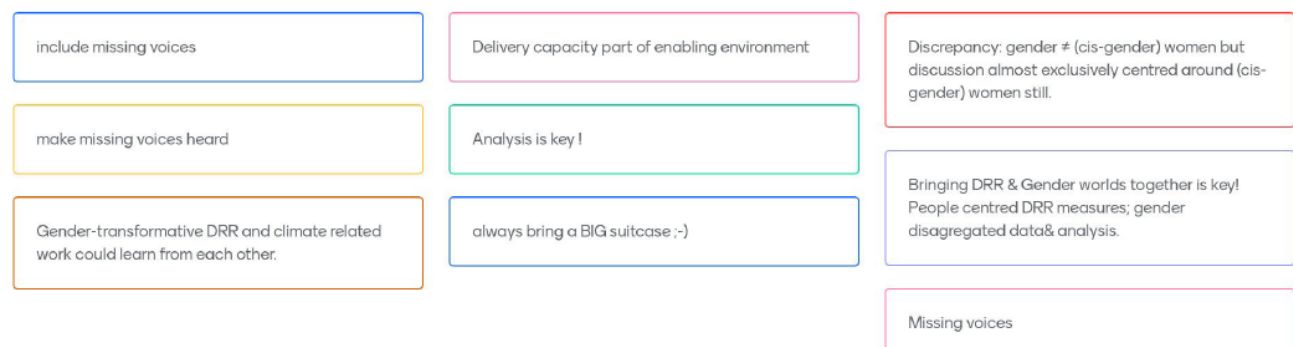 include missing voices
make missing voices heard
Gender-transformative DRR and climate related
work could learn from each other.
Delivery capacity part of enabling environment
Analysis is key !
always bring a BIG suitcase ;-)
Discrepancy: gender ≠ (cis-gender) women but
discussion almost exclusively centred around (cis-
gender) women still.
Bringing DRR & Gender worlds together is key!
People centred DRR measures; gender
disagregated data& analysis.
Missing voices